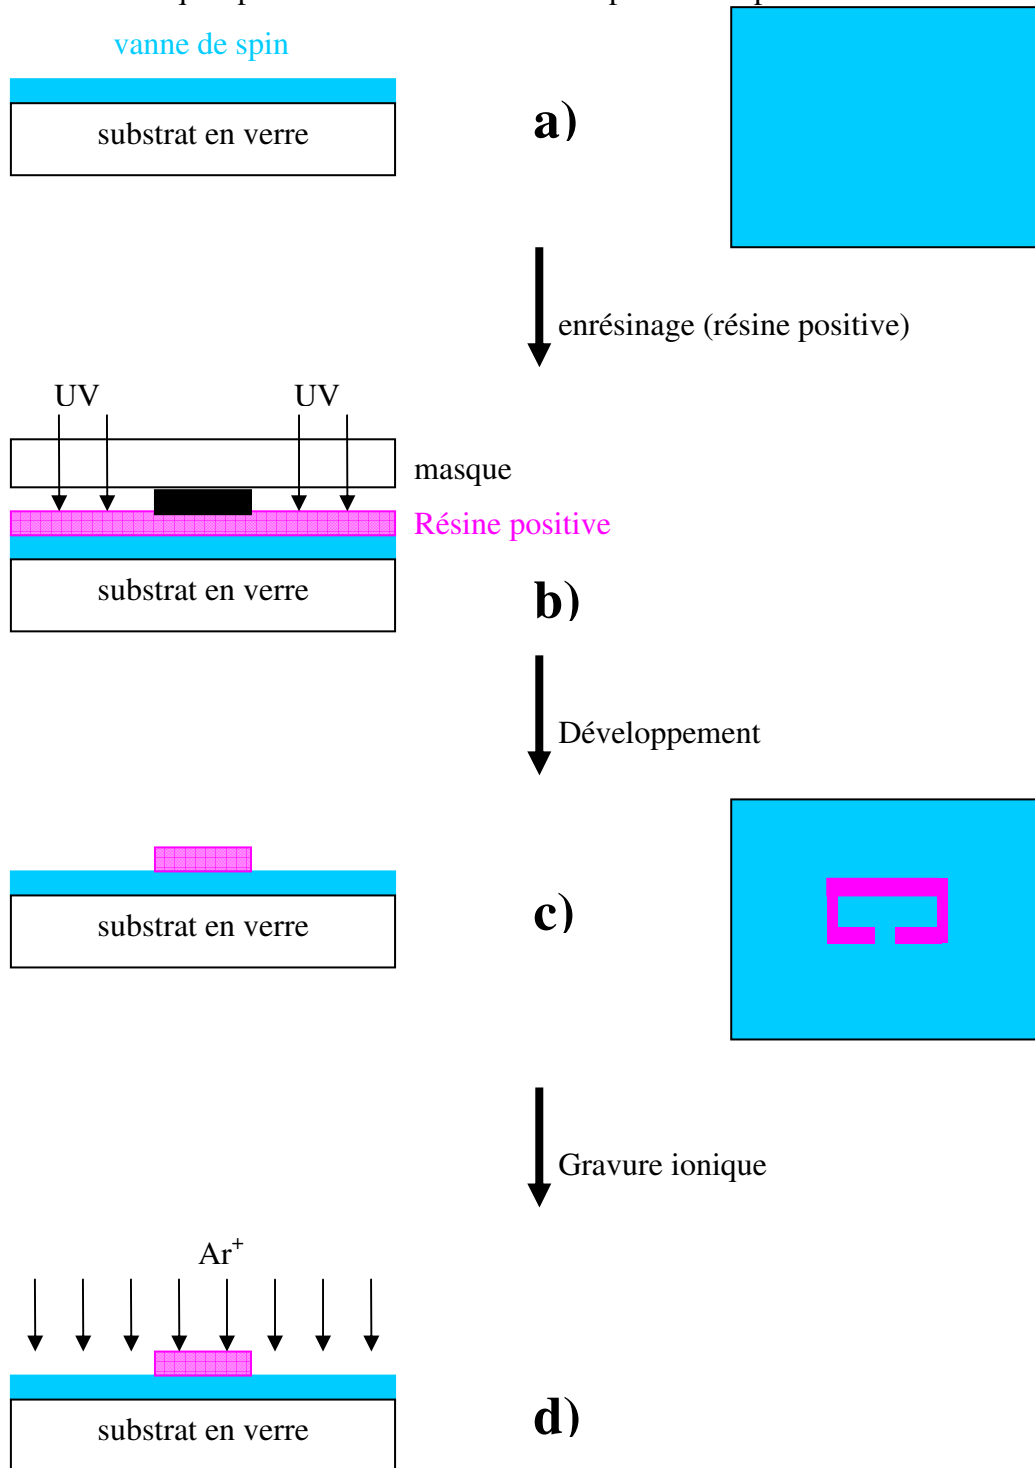 vanne de spin
substrat en verre
a)
enrésinage (résine positive)
UV UV
masque
Résine positive
substrat en verre
b)
Développement
substrat en verre
c)
Gravure ionique
Ar+
substrat en verre
d)